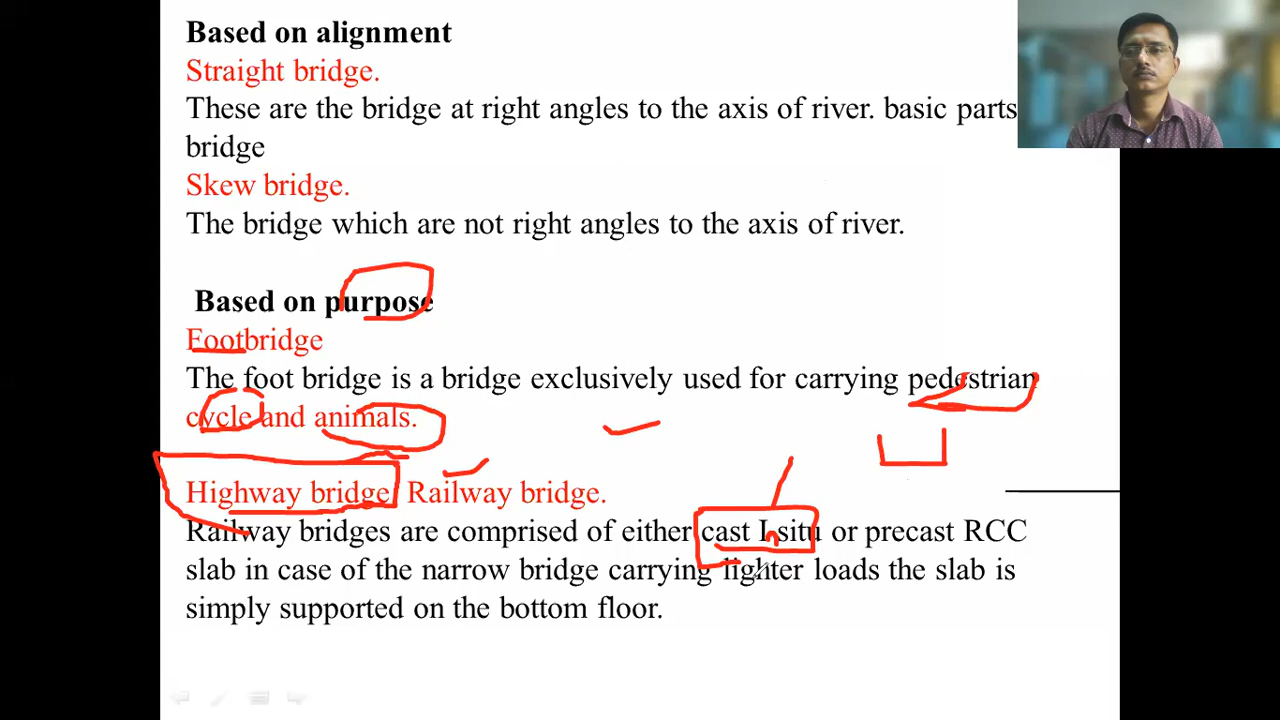 Based on alignment
Straight bridge.
These are the bridge at right angles to the axis of river. basic parts
bridge
Skew bridge.
The bridge which are not right angles to the axis of river.
Based on purpose
Footbridge
The foot bridge is a bridge exclusively used for carrying pedestrian
cycle and animals.
Highway bridge Railway bridge.
Railway bridges are comprised of either cast I situ or precast RCC
slab in case of the narrow bridge carrying lighter loads the slab is
simply supported on the bottom floor.